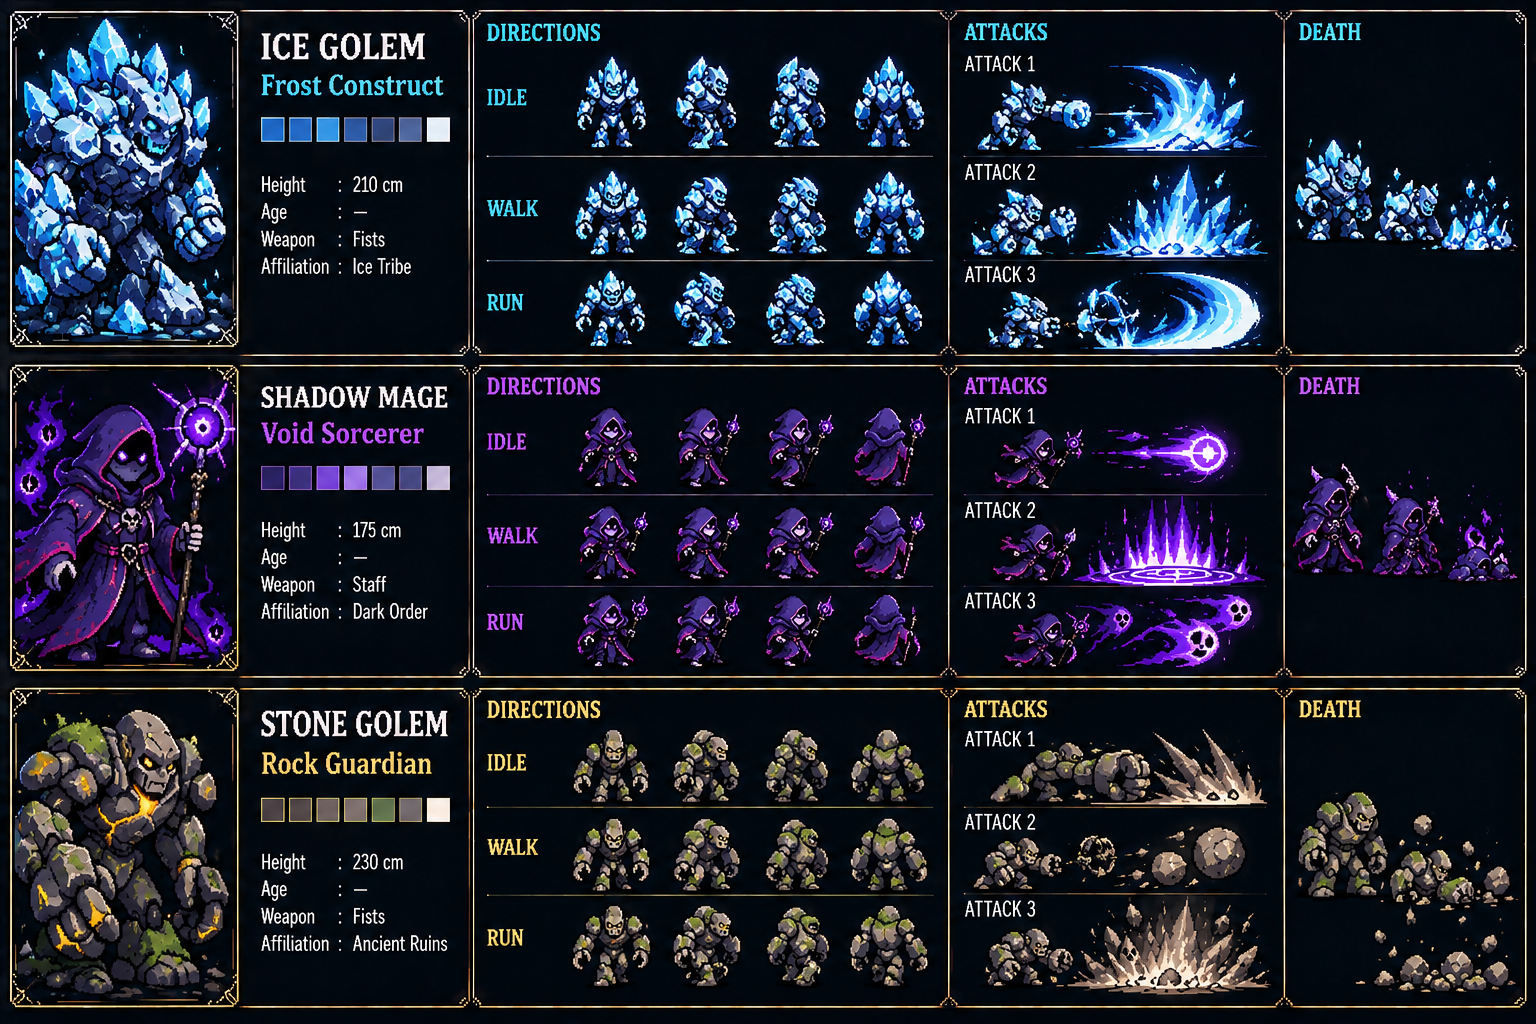 ICE GOLEM
Frost Construct
Height : 210 cm
Age : —
Weapon : Fists
Affiliation : Ice Tribe
DIRECTIONS
IDLE
WALK
RUN
ATTACKS
ATTACK 1
ATTACK 2
ATTACK 3
DEATH
SHADOW MAGE
Void Sorcerer
Height : 175 cm
Age : —
Weapon : Staff
Affiliation : Dark Order
DIRECTIONS
IDLE
WALK
RUN
ATTACKS
ATTACK 1
ATTACK 2
ATTACK 3
DEATH
STONE GOLEM
Rock Guardian
Height : 230 cm
Age : —
Weapon : Fists
Affiliation : Ancient Ruins
DIRECTIONS
IDLE
WALK
RUN
ATTACKS
ATTACK 1
ATTACK 2
ATTACK 3
DEATH